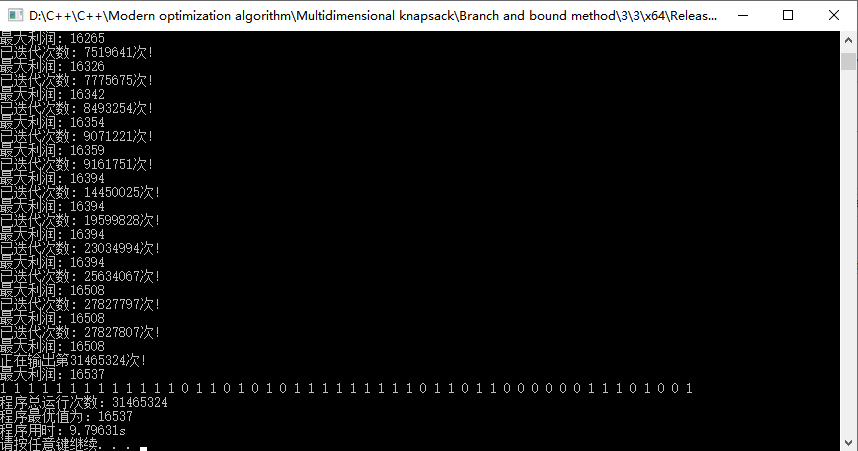 D:\C++\C++\Modern optimization algorithm\Multidimensional knapsack\Branch and bound method\3\3\x64\Releas...
最大利润: 16265
已迭代次数: 7519641次!
最大利润: 16326
已迭代次数: 7775675次!
最大利润: 16342
已迭代次数: 8493254次!
最大利润: 16354
已迭代次数: 9071221次!
最大利润: 16359
已迭代次数: 9161751次!
最大利润: 16394
已迭代次数: 14450025次!
最大利润: 16394
已迭代次数: 19599828次!
最大利润: 16394
已迭代次数: 23034994次!
最大利润: 16394
已迭代次数: 25634067次!
最大利润: 16508
已迭代次数: 27827797次!
最大利润: 16508
已迭代次数: 27827807次!
最大利润: 16508
正在输出第31465324次!
最大利润: 16537
1 1 1 1 1 1 1 1 1 1 1 1 1 0 1 1 0 1 0 1 0 1 1 1 1 1 1 1 1 1 0 1 1 0 1 1 0 0 0 0 0 0 1 1 1 0 1 0 0 1
程序总运行次数: 31465324
程序最优值为: 16537
程序用时: 9.79631s
请按任意键继续. . .